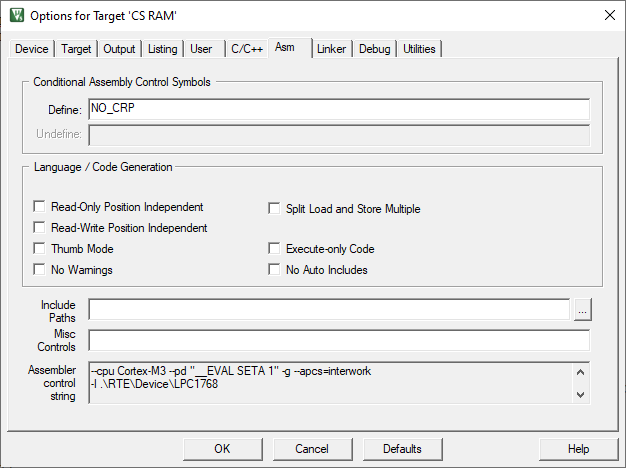 Options for Target 'CS RAM'
Device Target Output Listing User C/C++ Asm Linker Debug Utilities
Conditional Assembly Control Symbols
Define: NO_CRP
Undefine:
Language / Code Generation
Read-Only Position Independent Split Load and Store Multiple
Read-Write Position Independent
Thumb Mode Execute-only Code
No Warnings No Auto Includes
Include
Paths
...
Misc
Controls
Assembler
control
string
--cpu Cortex-M3 --pd "__EVAL SETA 1" -g --apcs=interwork
-I .\RTE\Device\LPC1768
OK Cancel Defaults Help